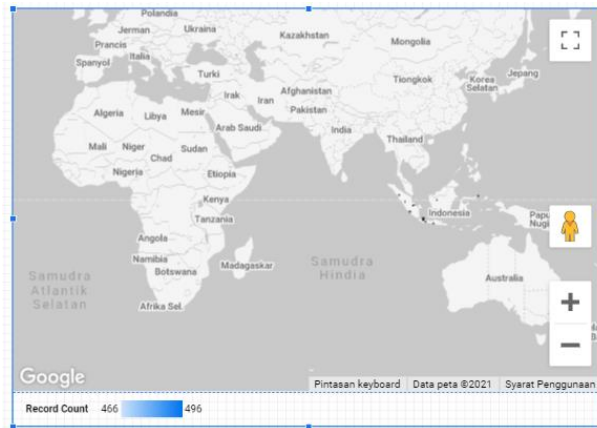 Polandia
Jerman
Ukraina
Prancis
Kazakhstan
Mongolia
Italia
Spanyol
Turki
Tiongkok
Korea
Selatan
Jepang
Irak
Iran
Afghanistan
Pakistan
Algeria
Libya
Mesir
Arab Saudi
India
Thailand
Mali
Niger
Chad
Sudan
Nigeria
Etiopia
Kenya
Indonesia
Papu
Nugi
Tanzania
Angola
Namibia
Botswana
Madagaskar
Samudra
Hindia
Australia
Samudra
Atlantik
Selatan
Afrika Sel.
Google
Pintasan keyboard Data peta ©2021 Syarat Penggunaan
Record Count 466 496